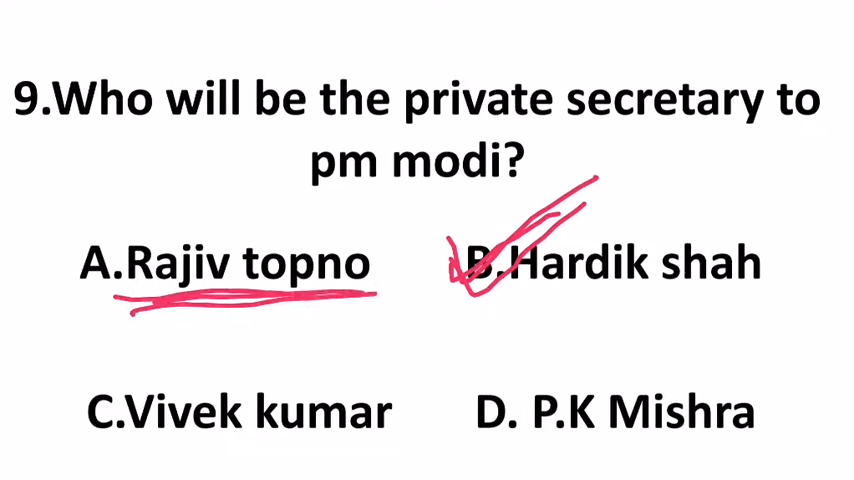 9.Who will be the private secretary to
pm modi?
A.Rajiv topno B.Hardik shah
C.Vivek kumar D. P.K Mishra